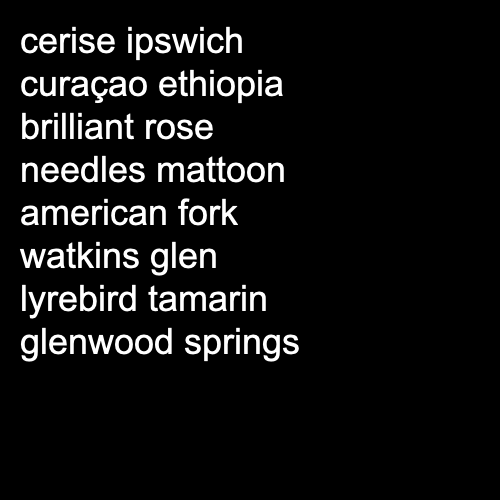 cerise ipswich
curaçao ethiopia
brilliant rose
needles mattoon
american fork
watkins glen
lyrebird tamarin
glenwood springs